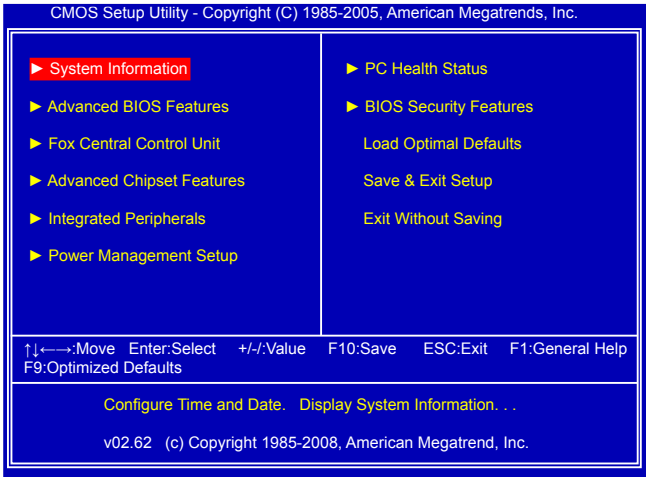 CMOS Setup Utility - Copyright (C) 1985-2005, American Megatrends, Inc.
► System Information
► Advanced BIOS Features
► Fox Central Control Unit
► Advanced Chipset Features
► Integrated Peripherals
► Power Management Setup
► PC Health Status
► BIOS Security Features
Load Optimal Defaults
Save & Exit Setup
Exit Without Saving
↑↓←→:Move Enter:Select +/-/:Value F10:Save ESC:Exit F1:General Help
F9:Optimized Defaults
Configure Time and Date. Display System Information. . .
v02.62 (c) Copyright 1985-2008, American Megatrend, Inc.